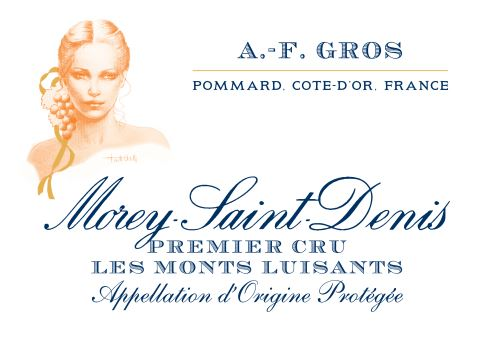 A.-F. GROS
POMMARD, COTE-D'OR, FRANCE
Morey-Saint-Denis
PREMIER CRU
LES MONTS LUISANTS
Appellation d'Origine Protégée